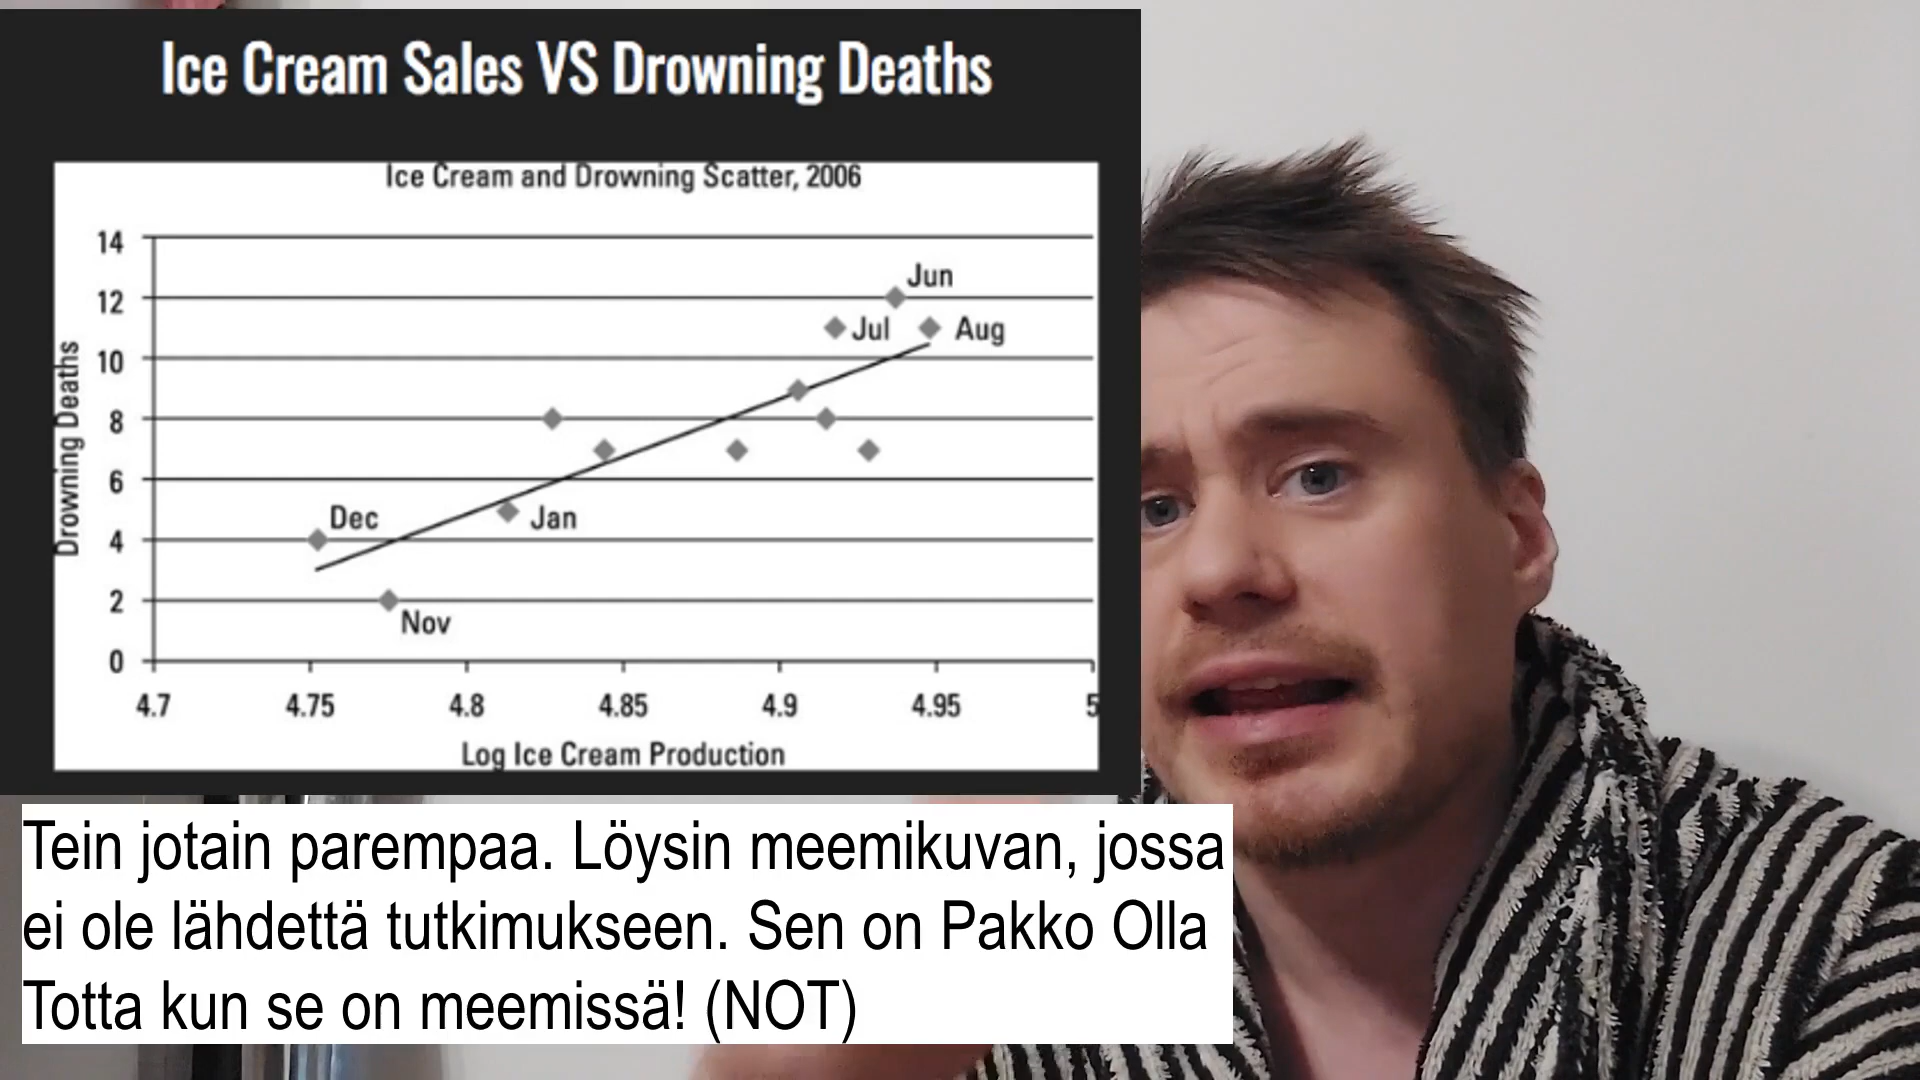 Ice Cream Sales VS Drowning Deaths
Ice Cream and Drowning Scatter, 2006
14
12
10
8
6
4
2
0
Drowning Deaths
Jun
Jul
Aug
Dec
Jan
Nov
4.7 4.75 4.8 4.85 4.9 4.95 5
Log Ice Cream Production
Tein jotain parempaa. Löysin meemikuvan, jossa
ei ole lähdettä tutkimukseen. Sen on Pakko Olla
Totta kun se on meemissä! (NOT)